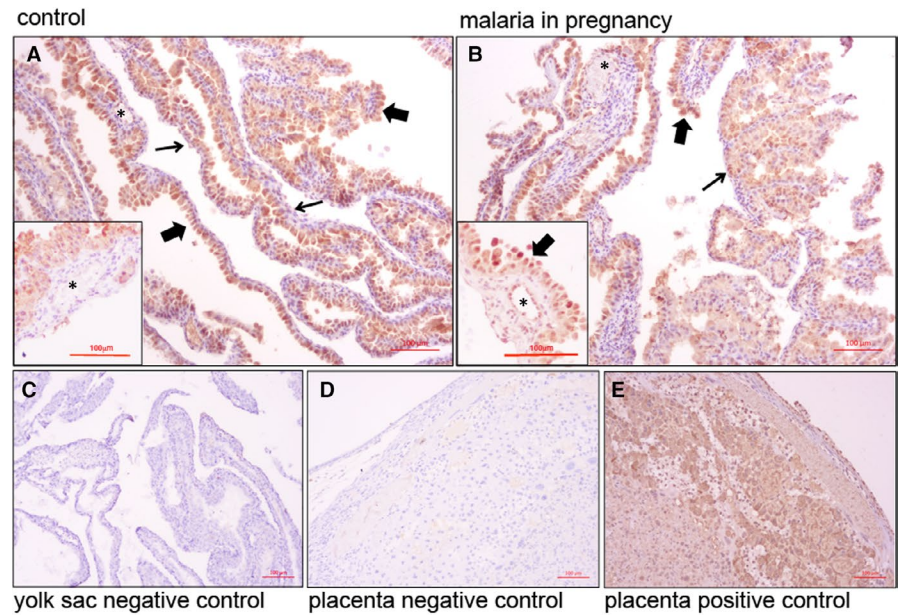 control
malaria in pregnancy
A
B
*
*
*
*
100µm
100µm
100µm
100µm
C
D
E
100µm
100µm
100µm
yolk sac negative control
placenta negative control
placenta positive control